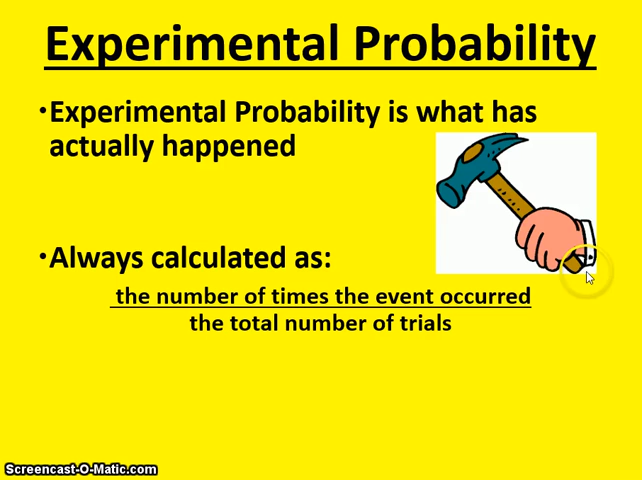 Experimental Probability
•Experimental Probability is what has
actually happened
•Always calculated as:
the number of times the event occurred
the total number of trials
Screencast-O-Matic.com